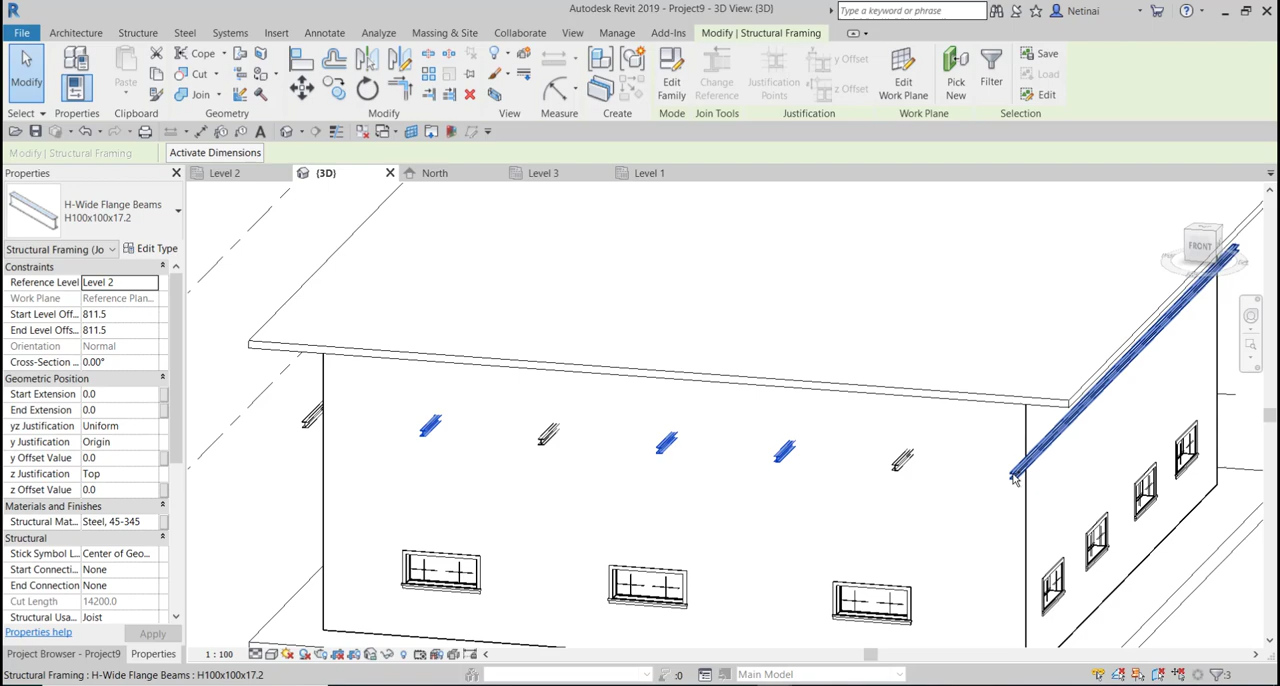 Autodesk Revit 2019 - Project9 - 3D View: {3D}
Type a keyword or phrase
Netinai
File
Architecture
Structure
Steel
Systems
Insert
Annotate
Analyze
Massing & Site
Collaborate
View
Manage
Add-Ins
Modify | Structural Framing
Modify
Paste
Cope
Cut
Join
Edit
Family
Change
Reference
Justification
Points
y Offset
z Offset
Edit
Work Plane
Pick
New
Filter
Save
Load
Edit
Select
Properties
Clipboard
Geometry
Modify
View
Measure
Create
Mode
Join Tools
Justification
Work Plane
Selection
Modify | Structural Framing
Activate Dimensions
Properties
Level 2
(3D)
North
Level 3
Level 1
H-Wide Flange Beams
H100x100x17.2
Structural Framing (Jo
Edit Type
Constraints
Reference Level Level 2
Work Plane Reference Plan...
Start Level Off... 811.5
End Level Offs... 811.5
Orientation Normal
Cross-Section ... 0.00°
Geometric Position
Start Extension 0.0
End Extension 0.0
yz Justification Uniform
y Justification Origin
y Offset Value 0.0
z Justification Top
z Offset Value 0.0
Materials and Finishes
Structural Mat... Steel, 45-345
Structural
Stick Symbol L... Center of Geo...
Start Connecti... None
End Connectio... None
Cut Length 14200.0
Structural Usa... Joist
Properties help
Apply
Project Browser - Project9
Properties
FRONT
1 : 100
Structural Framing : H-Wide Flange Beams : H100x100x17.2
:0
Main Model
:3